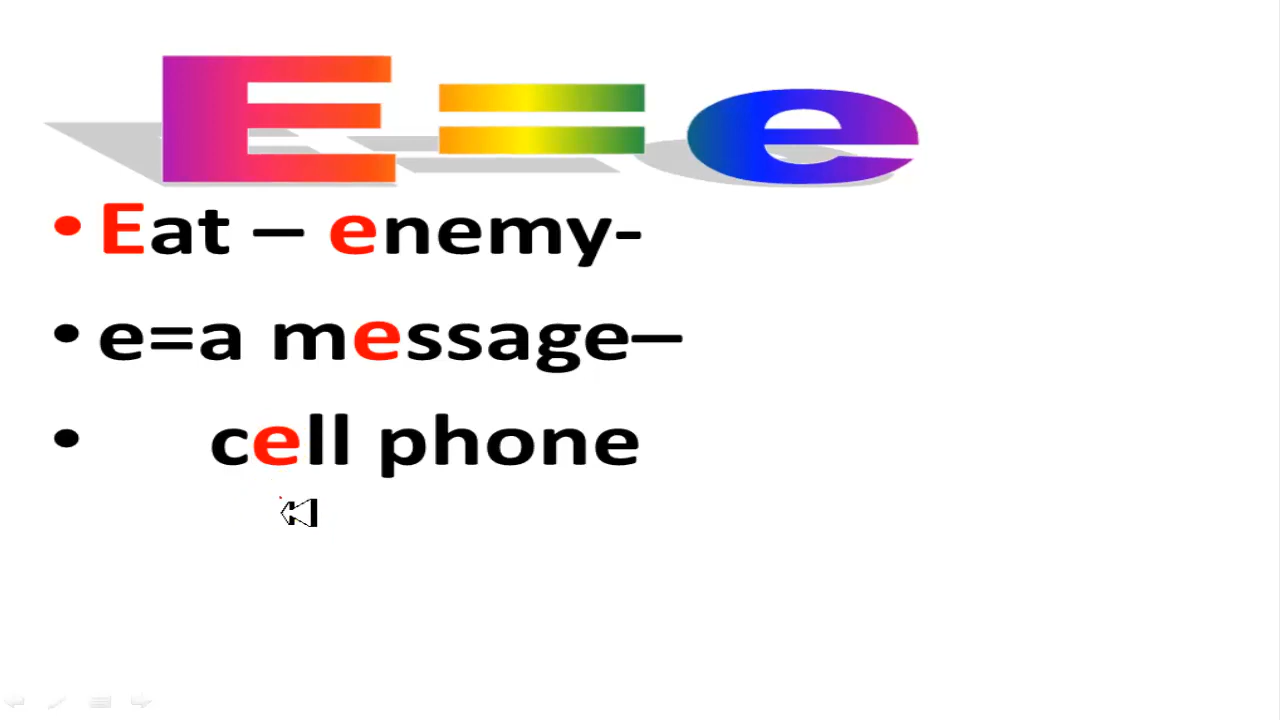 E=e
• Eat – enemy-
• e=a message–
• cell phone